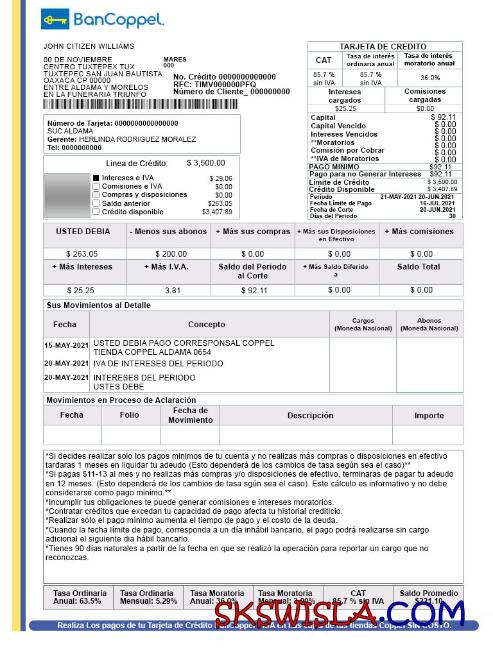 BanCoppel.
JOHN CITIZEN WILLIAMS
00 DE NOVIEMBRE MARES
CENTRO TUXTEPEX TUX 000
TUXTEPEC SAN JUAN BAUTISTA
OAXACA CP 00000
ENTRE ALDAMA Y MORELOS
EN LA FUNERARIA TRIUNFO
No. Crédito 0000000000000
RFC: TIMV000000PFQ
Número de Cliente_ 000000000
TARJETA DE CREDITO
CAT Tasa de interés ordinaria anual Tasa de interés moratorio anual
85.7 % sin IVA 85.7 % sin IVA 36.0%
Intereses cargados Comisiones cargadas
$25.25 $0.00
Capital $ 92.11
Capital Vencido $ 0.00
Intereses Vencidos $ 0.00
**Moratorios $ 0.00
Comisión por Cobrar $ 0.00
**IVA de Moratorios $ 0.00
PAGO MINIMO $92.11
Pago para no Generar Intereses $ 92.11
Límite de Crédito $ 3,500.00
Crédito Disponible $ 3,407.89
Periodo 21-MAY-2021 20-JUN.2021
Fecha Límite de Pago 16-JUL.2021
Fecha de Corte 20-JUN.2021
Días del Periodo 30
Número de Tarjeta: 0000000000000000
SUC ALDAMA
Gerente: HERLINDA RODRIGUEZ MORALEZ
Tel: 0000000000
Línea de Crédito: $ 3,500.00
Interese e IVA $ 29.06
Comisiones e IVA $0.00
Compras y disposiciones $0.00
Saldo anterior $263.05
Crédito disponible $3,407.89
USTED DEBIA - Menos sus abonos + Más sus compras + Más sus Disposiciones en Efectivo + Más comisiones
$ 263.05 $ 200.00 $ 0.00 $ 0.00 $ 0.00
+ Más Intereses + Más I.V.A. Saldo del Periodo al Corte + Más Saldo Diferido a Saldo Total
$ 25.25 3.81 $ 92.11 $ 0.00 $ 0.00
Sus Movimientos al Detalle
Fecha Concepto Cargos (Moneda Nacional) Abonos (Moneda Nacional)
15-MAY-2021 USTED DEBIA PAGO CORRESPONSAL COPPEL
TIENDA COPPEL ALDAMA 0654
20-MAY-2021 IVA DE INTERESES DEL PERIODO
20-MAY-2021 INTERESES DEL PERIODO
USTES DEBE
Movimientos en Proceso de Aclaración
Fecha Folio Fecha de Movimiento Descripción Importe
*Si decides realizar solo los pagos mínimos de tu cuenta y no realizas más compras o disposiciones en efectivo
tardaras 1 meses en liquidar tu adeudo (Esto dependerá de los cambios de tasa según sea el caso)**
*Si pagas $11-13 al mes y no realizas más compras y/o disposiciones de efectivo, terminaras de pagar tu adeudo
en 12 meses. (Esto dependerá de los cambios de tasa según sea el caso). Este cálculo es informativo y no debe
considerarse como pago mínimo.**
*Incumplir tus obligaciones te puede generar comisiones e intereses moratorios.
*Contratar créditos que excedan tu capacidad de pago afecta tu historial crediticio.
*Realizar sólo el pago mínimo aumenta el tiempo de pago y el costo de la deuda.
*Cuando la fecha límite de pago, corresponda a un día inhábil bancario, el pago podrá realizarse sin cargo
adicional el siguiente día hábil bancario.
*Tienes 90 días naturales a partir de la fecha en que se realizó la operación para reportar un cargo que no
reconozcas.
Tasa Ordinaria Anual: 63.5% Tasa Ordinaria Mensual: 5.29% Tasa Moratoria Anual: 36.0% Tasa Moratoria Mensual: 3.00% CAT 85.7 % sin IVA Saldo Promedio
SKSWISLA.COM
Realiza Los pagos de tu Tarjeta de Crédito